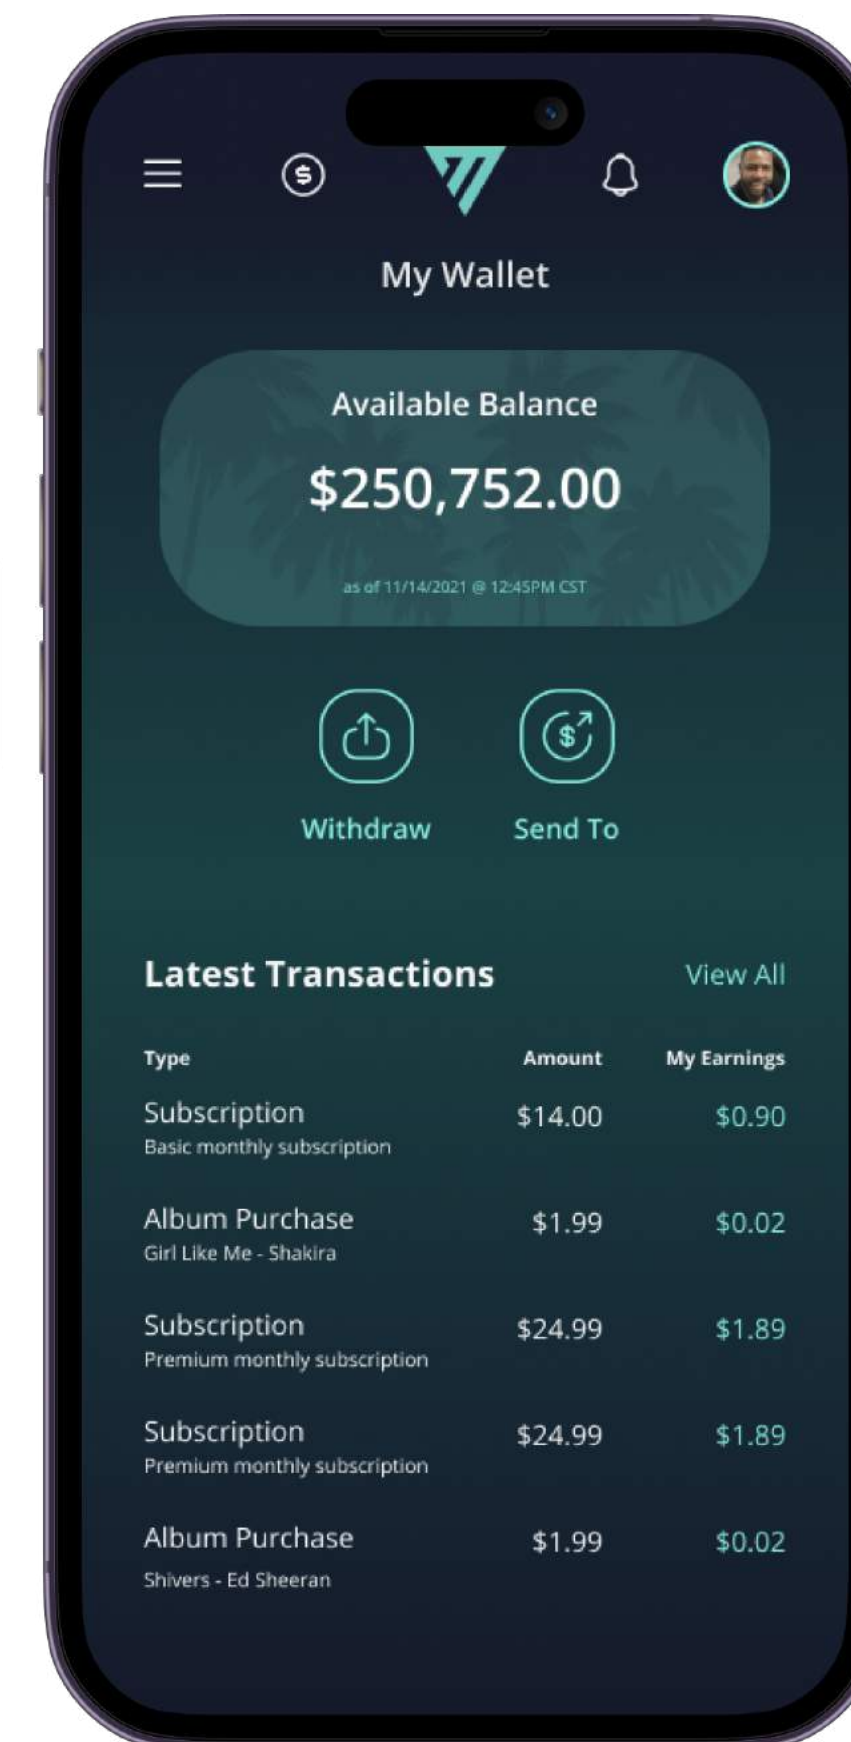 My Wallet
Available Balance
$250,752.00
as of 11/14/2021 @ 12:45PM CST
Withdraw Send To
Latest Transactions View All
Type Amount My Earnings
Subscription $14.00 $0.90
Basic monthly subscription
Album Purchase $1.99 $0.02
Girl Like Me - Shakira
Subscription $24.99 $1.89
Premium monthly subscription
Subscription $24.99 $1.89
Premium monthly subscription
Album Purchase $1.99 $0.02
Shivers - Ed Sheeran